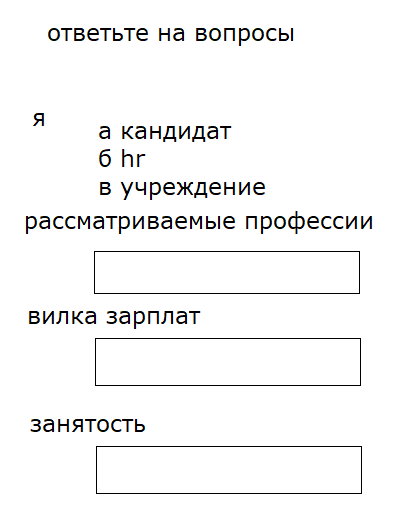 ответьте на вопросы
я
а кандидат
б hr
в учреждение
рассматриваемые профессии
вилка зарплат
занятость